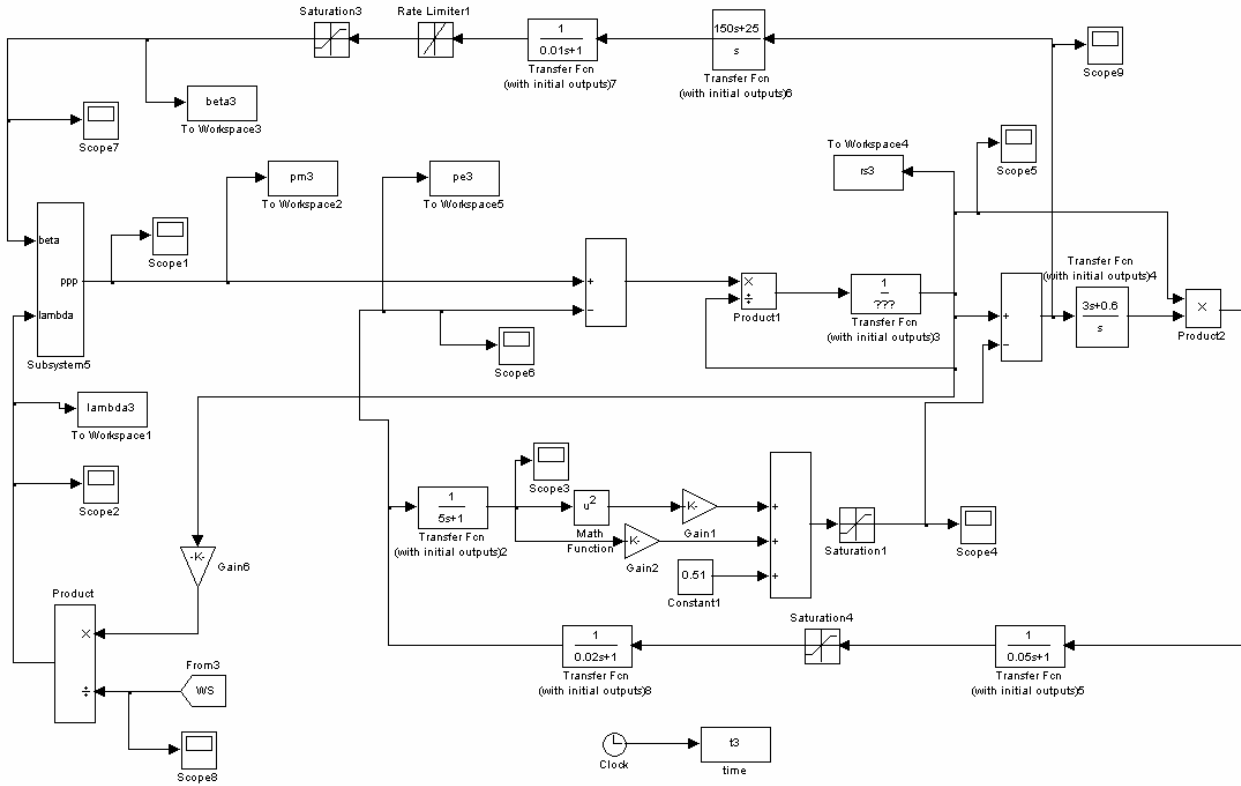 Saturation3
Rate Limiter1
1
0.01s+1
Transfer Fcn
(with initial outputs)7
150s+25
s
Transfer Fcn
(with initial outputs)6
Scope9
beta3
To Workspace3
Scope7
pm3
To Workspace2
pe3
To Workspace5
To Workspace4
rs3
Scope5
beta
ppp
lambda
Subsystem5
Scope1
+
−
Scope6
×
÷
Product1
1
???
Transfer Fcn
(with initial outputs)3
+
−
Transfer Fcn
(with initial outputs)4
3s+0.6
s
×
Product2
lambda3
To Workspace1
Scope2
1
5s+1
Transfer Fcn
(with initial outputs)2
Scope3
u2
Math
Function
K-
Gain1
K-
Gain2
0.51
Constant1
+
+
+
Saturation1
Scope4
-K-
Gain6
Product
×
÷
From3
WS
Scope8
1
0.02s+1
Transfer Fcn
(with initial outputs)8
Saturation4
1
0.05s+1
Transfer Fcn
(with initial outputs)5
Clock
t3
time